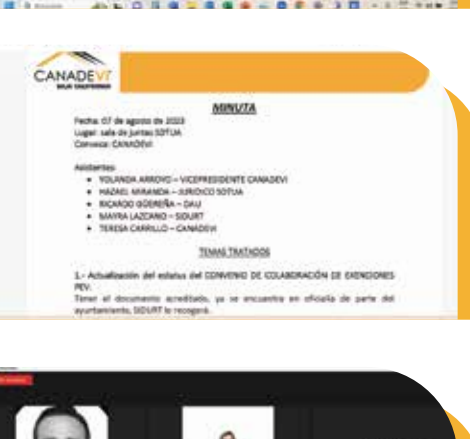 CANADEVI
BAJA CALIFORNIA
MINUTA
Fecha: 07 de agosto de 2023
Lugar: sala de juntas SDTUA
Convoca: CANADEVI
Asistentes:
• YOLANDA ARROYO – VICEPRESIDENTE CANADEVI
• HAZAEL MIRANDA – JURIDICO SDTUA
• RICARDO GÜEREÑA – DAU
• MAYRA LAZCANO – SIDURT
• TERESA CARRILLO – CANADEVI
TEMAS TRATADOS
1.- Actualización del estatus del CONVENIO DE COLABORACIÓN DE EXENCIONES
PEV:
Tener el documento acreditado, ya se encuentra en oficialía de parte del
ayuntamiento, SIDURT lo recogerá.